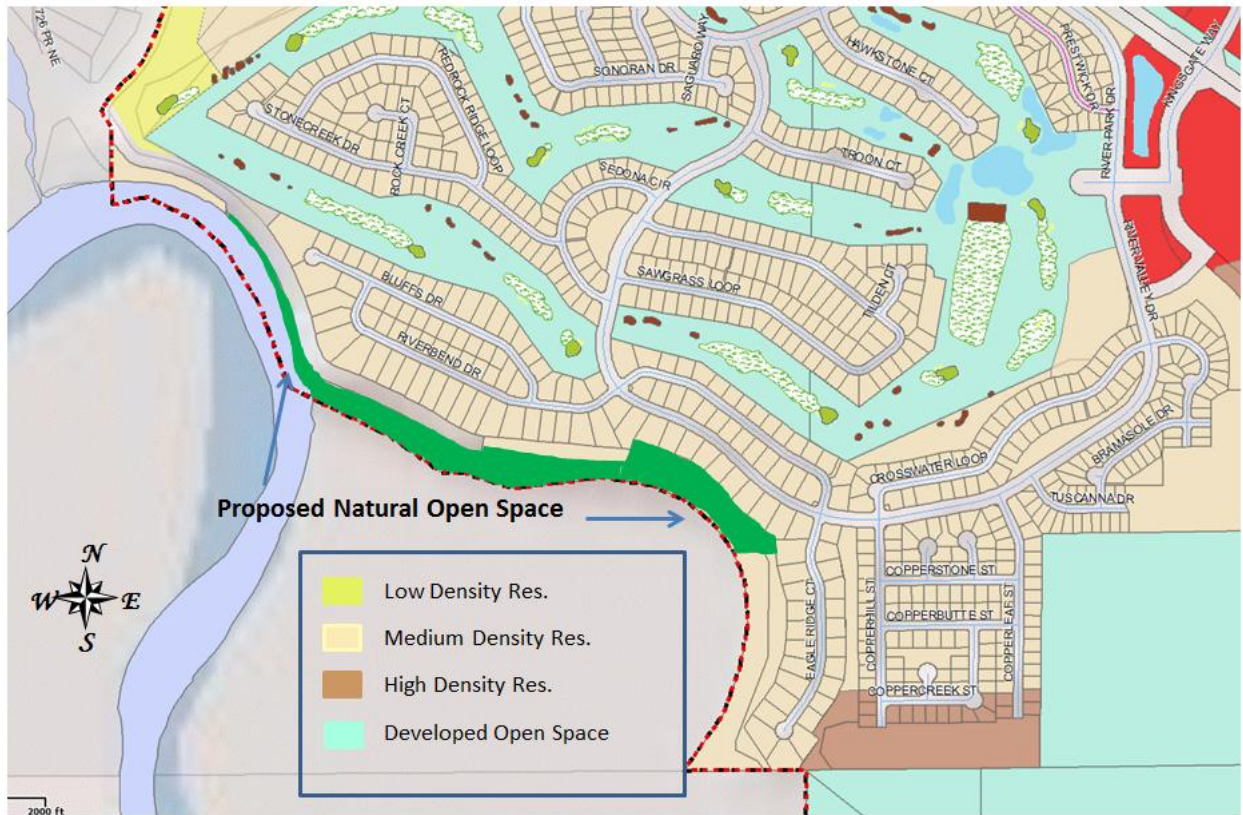 726 PR NE
REDROCK RIDGE LOOP
SONORAN DR
SAGUARO WAY
HAWKSTONE CT
PRESTWICK DR
RIVER PARK DR
KINGSGATE WAY
STONECREEK DR
ROCK CREEK CT
SEDONA CIR
TROON CT
BLUFFS DR
SAWGRASS LOOP
TILDEN CT
RIVER VALLEY DR
RIVERBEND DR
CROSSWATER LOOP
BRAMASOLE DR
TUSCANNA DR
Proposed Natural Open Space
N
W E
S
Low Density Res.
Medium Density Res.
High Density Res.
Developed Open Space
EAGLE RIDGE CT
COPPERHILL ST
COPPERSTONE ST
COPPERBUTTE ST
COPPERLEAF ST
COPPERCREEK ST
2000 ft